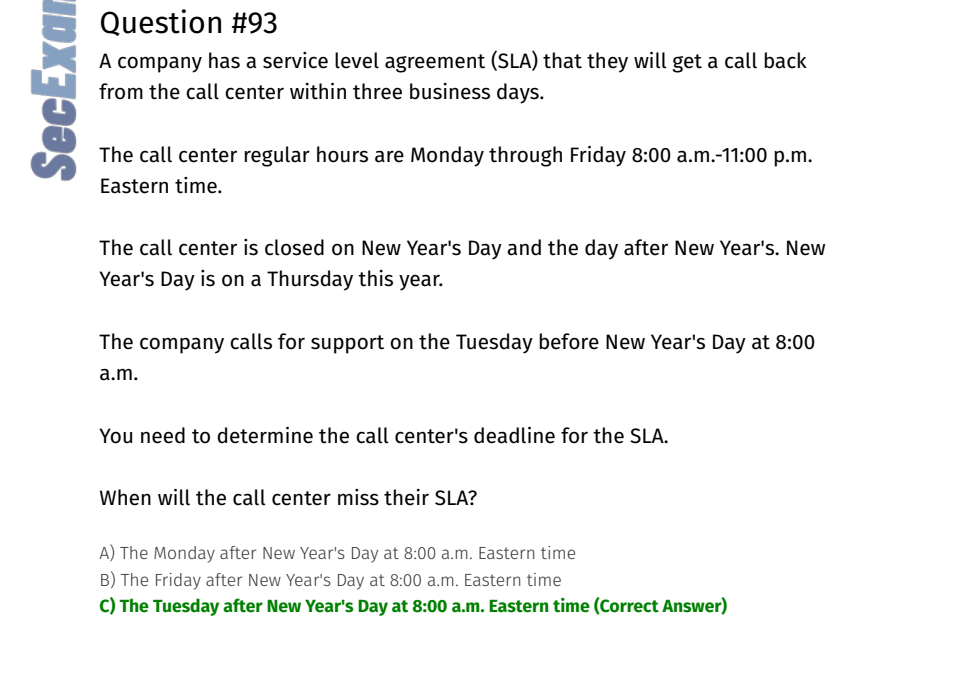 SecExam
Question #93
A company has a service level agreement (SLA) that they will get a call back
from the call center within three business days.
The call center regular hours are Monday through Friday 8:00 a.m.-11:00 p.m.
Eastern time.
The call center is closed on New Year's Day and the day after New Year's. New
Year's Day is on a Thursday this year.
The company calls for support on the Tuesday before New Year's Day at 8:00
a.m.
You need to determine the call center's deadline for the SLA.
When will the call center miss their SLA?
A) The Monday after New Year's Day at 8:00 a.m. Eastern time
B) The Friday after New Year's Day at 8:00 a.m. Eastern time
C) The Tuesday after New Year's Day at 8:00 a.m. Eastern time (Correct Answer)